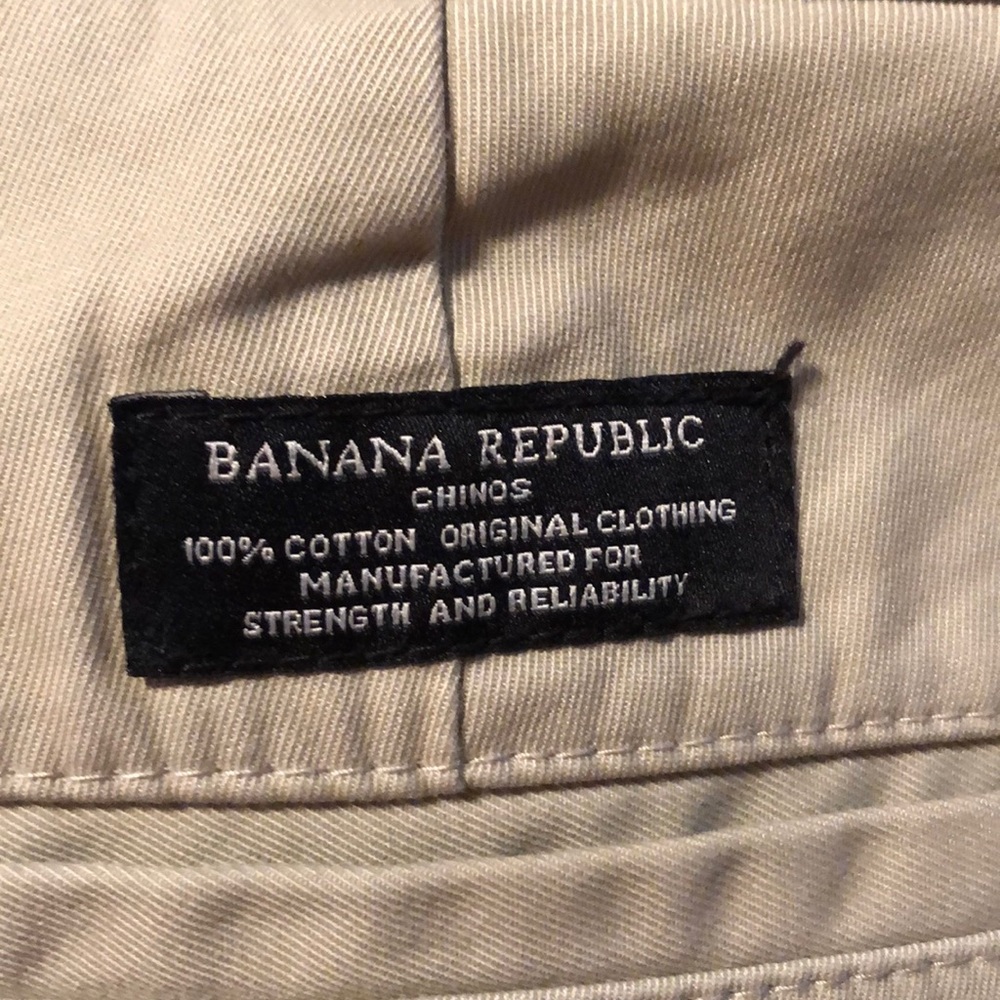 BANANA REPUBLIC
CHINOS
100% COTTON ORIGINAL CLOTHING
MANUFACTURED FOR
STRENGTH AND RELIABILITY